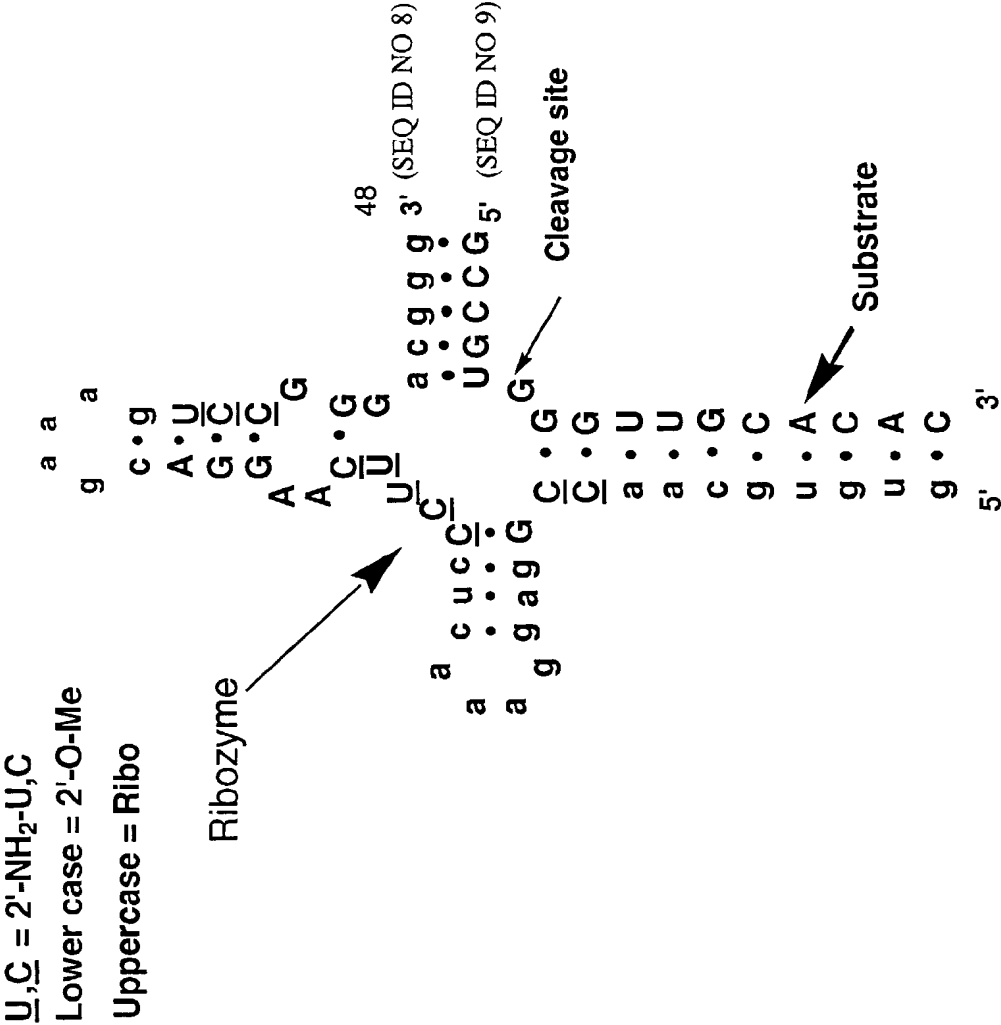 U,C = 2'-NH₂-U,C
Lower case = 2'-O-Me
Uppercase = Ribo
Ribozyme
a a
g a
c • g
A • U
G • C
G • C
A G
A
C • G
U G
U
C
48
a c g g g 3' (SEQ ID NO 8)
U G C C G 5' (SEQ ID NO 9)
a c u c C
a
a g g a g G
G
Cleavage site
C • G
C • G
a • U
a • U
c • G
g • C
u • A
g • C
u • A
g • C
5' 3'
Substrate